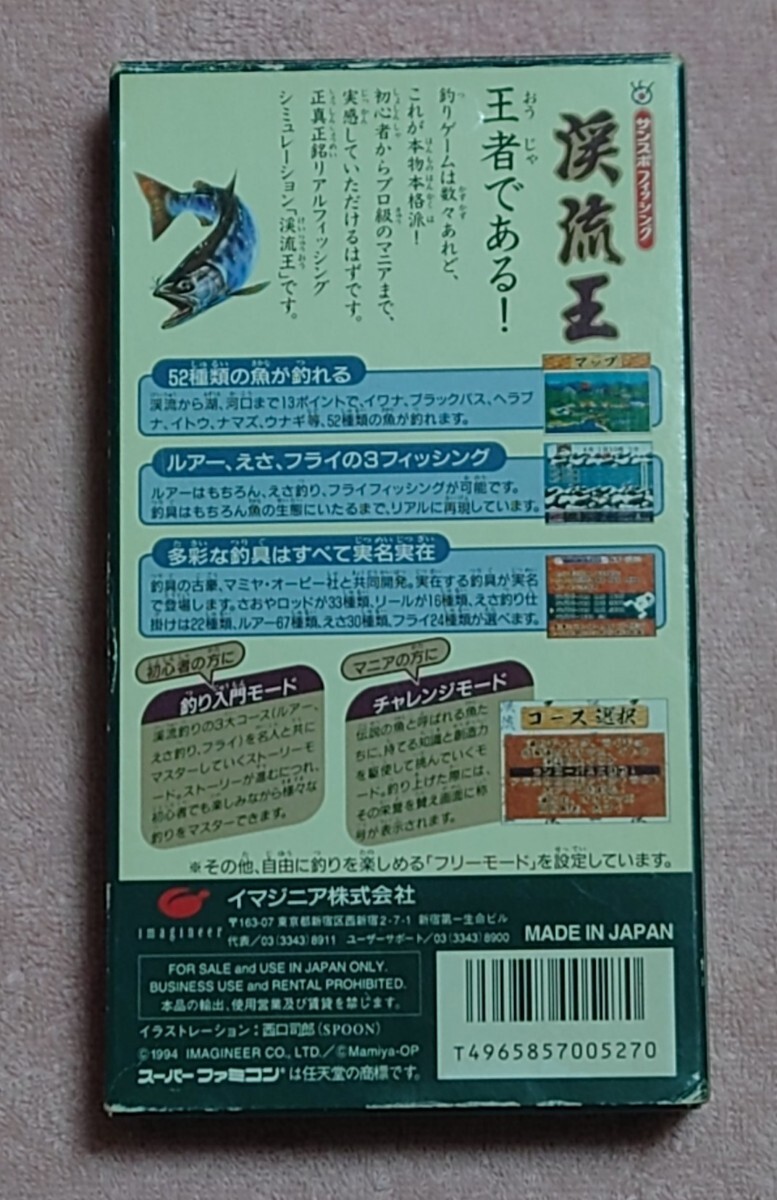 サンスポフィッシング
渓流王
王者である!
釣りゲームは数々あれど、
これが本物本格派!
初心者からプロ級のマニアまで、
実感していただけるはずです。
正真正銘リアルフィッシング
シミュレーション「渓流王」です。
52種類の魚が釣れる
渓流から湖、河口まで13ポイントで、イワナ、ブラックバス、ヘラブ
ナ、イトウ、ナマズ、ウナギ等、52種類の魚が釣れます。
マップ
ルアー、えさ、フライの3フィッシング
ルアーはもちろん、えさ釣り、フライフィッシングが可能です。
釣具はもちろん魚の生態にいたるまで、リアルに再現しています。
多彩な釣具はすべて実名実在
釣具の古豪、マミヤ・オーピー社と共同開発。実在する釣具が実名
で登場します。さおやロッドが33種類、リールが16種類、えさ釣り仕
掛けは22種類、ルアー67種類、えさ30種類、フライ24種類が選べます。
初心者の方に
釣り入門モード
渓流釣りの3大コース(ルアー、
えさ釣り、フライ)を名人と共に
マスターしていくストーリーモ
ード。ストーリーが進むにつれ、
初心者でも楽しみながら様々な
釣りをマスターできます。
マニアの方に
チャレンジモード
伝説の魚と呼ばれる魚た
ちに、持てる知識と創造力
を駆使して挑んでいくモ
ード。釣り上げた際には、
その栄誉を賛え画面に称
号が表示されます。
コース選択
※その他、自由に釣りを楽しめる「フリーモード」を設定しています。
imagineer
イマジニア株式会社
〒163-07 東京都新宿区西新宿2-7-1 新宿第一生命ビル
代表/03(3343)8911 ユーザーサポート/03(3343)8900
MADE IN JAPAN
FOR SALE and USE IN JAPAN ONLY.
BUSINESS USE and RENTAL PROHIBITED.
本品の輸出、使用営業及び賃貸を禁じます。
イラストレーション:西口司郎(SPOON)
©1994 IMAGINEER CO., LTD./©Mamiya-OP
スーパーファミコン®は任天堂の商標です。
T4965857005270